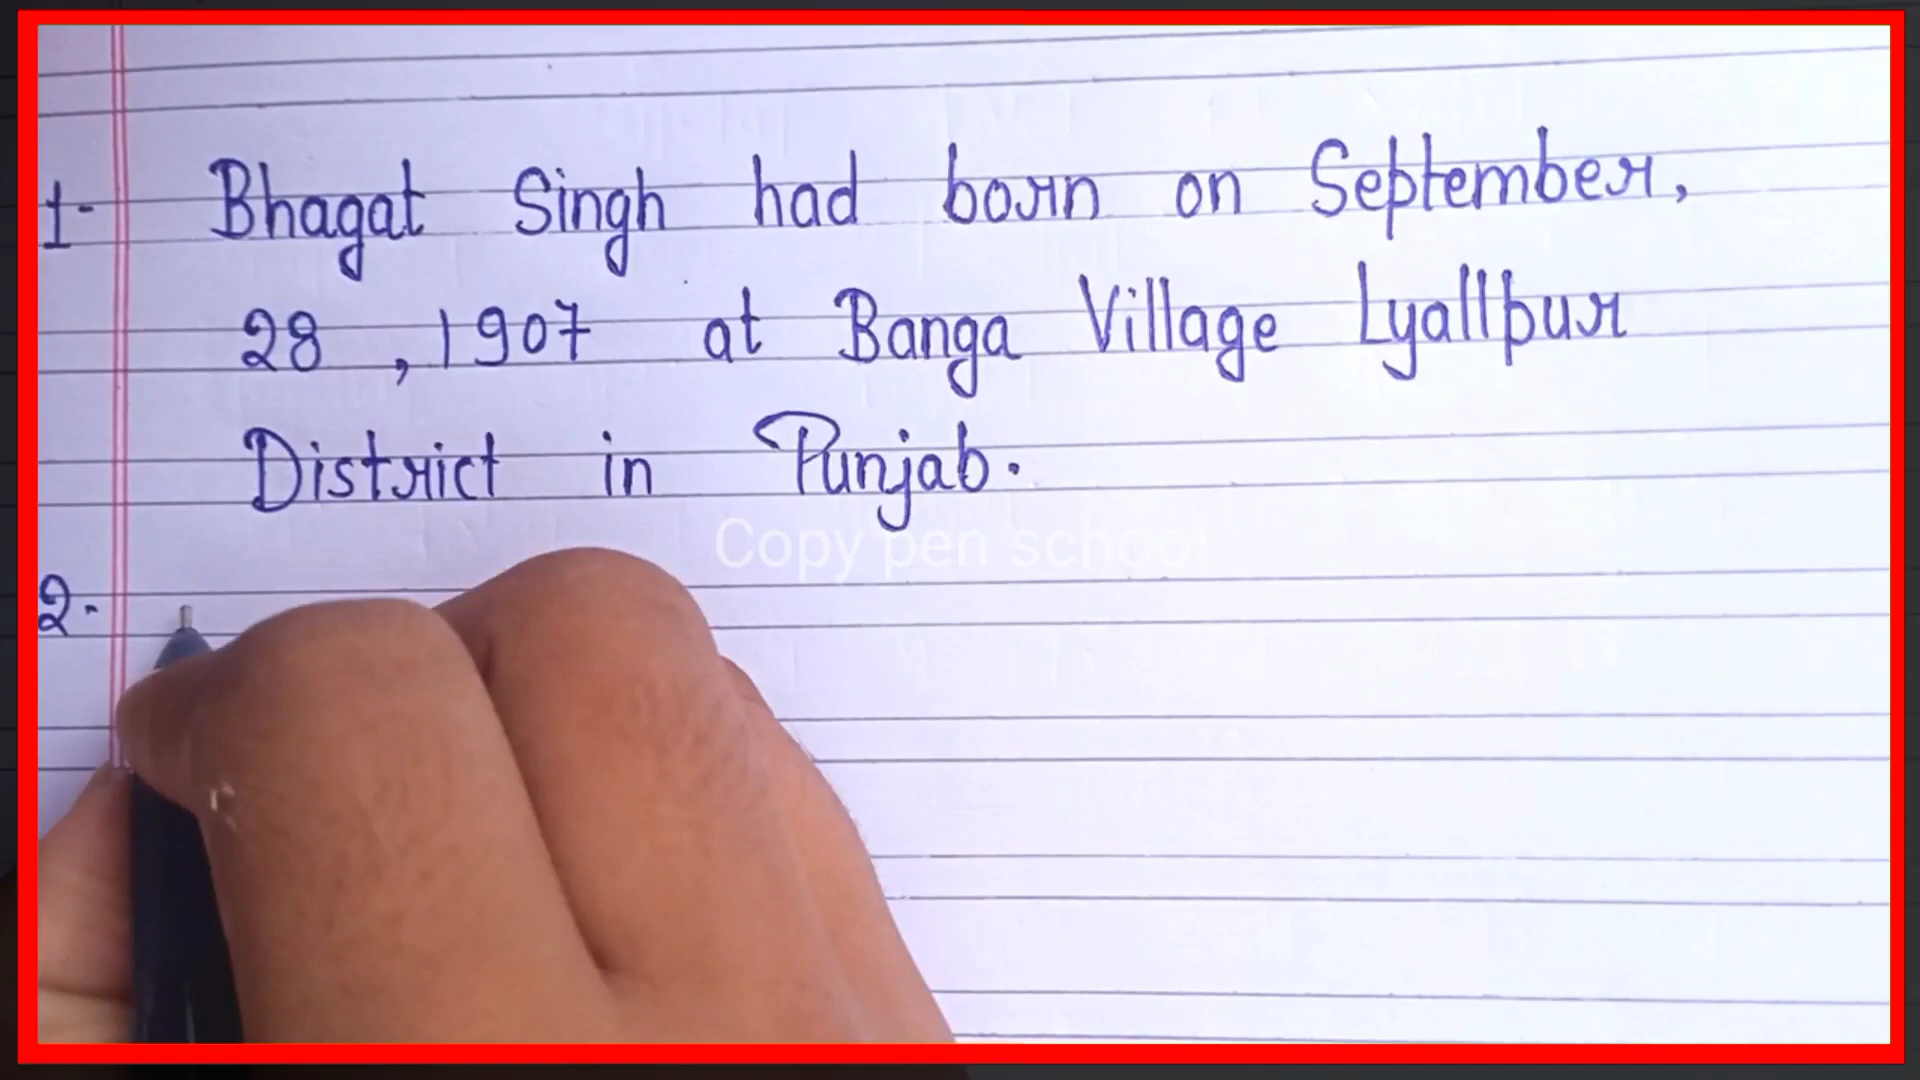 1- Bhagat Singh had born on September,
28 , 1907 at Banga Village Lyallpur
District in Punjab.
Copy pen school
2.